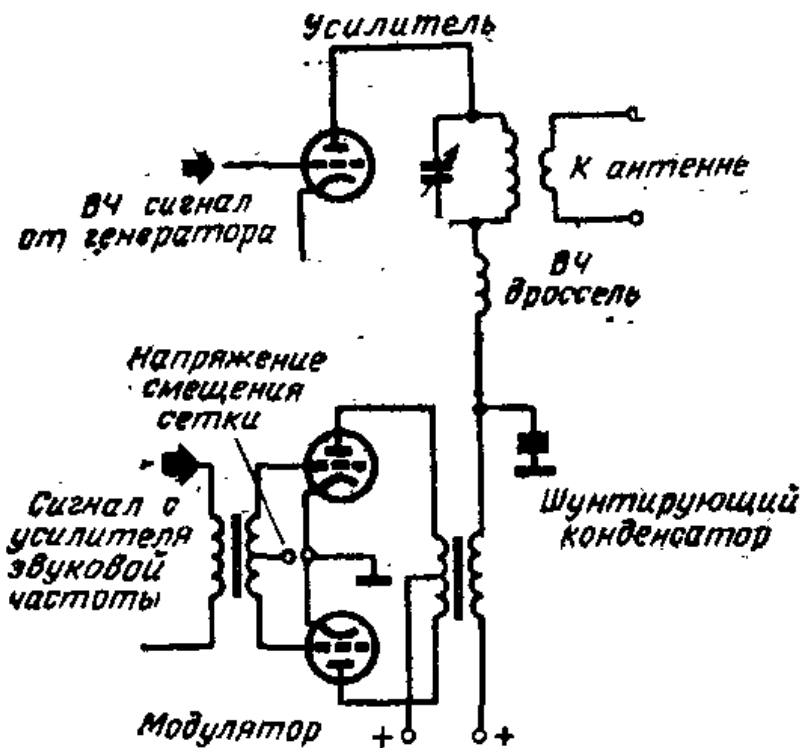 Усилитель
ВЧ сигнал
от генератора
К антенне
ВЧ
дроссель
Напряжение
смещения
сетки
Сигнал с
усилителя
звуковой
частоты
Шунтирующий
конденсатор
Модулятор
+
+